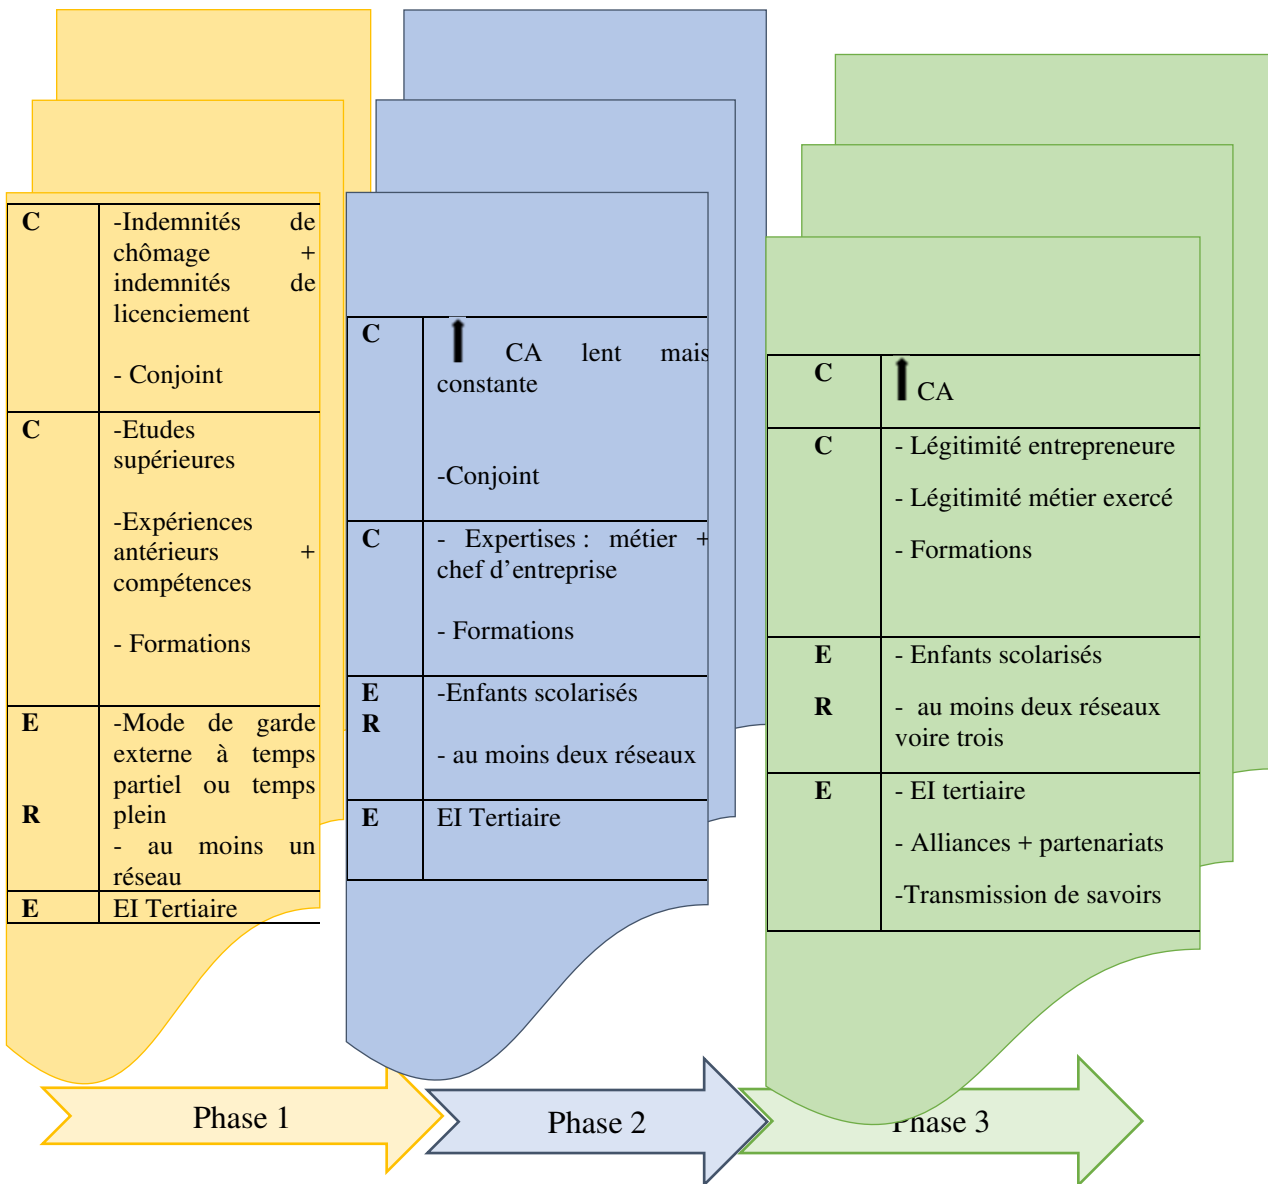 C
-Indemnités de
chômage +
indemnités de
licenciement
- Conjoint
C
-Etudes
supérieures
-Expériences
antérieurs +
compétences
- Formations
E
-Mode de garde
externe à temps
partiel ou temps
R
plein
- au moins un
réseau
E
EI Tertiaire
C
CA lent mais
constante
-Conjoint
C
- Expertises : métier +
chef d’entreprise
- Formations
E
-Enfants scolarisés
R
- au moins deux réseaux
E
EI Tertiaire
C
CA
C
- Légitimité entrepreneure
- Légitimité métier exercé
- Formations
E
- Enfants scolarisés
R
- au moins deux réseaux
voire trois
E
- EI tertiaire
- Alliances + partenariats
-Transmission de savoirs
Phase 1
Phase 2
Phase 3